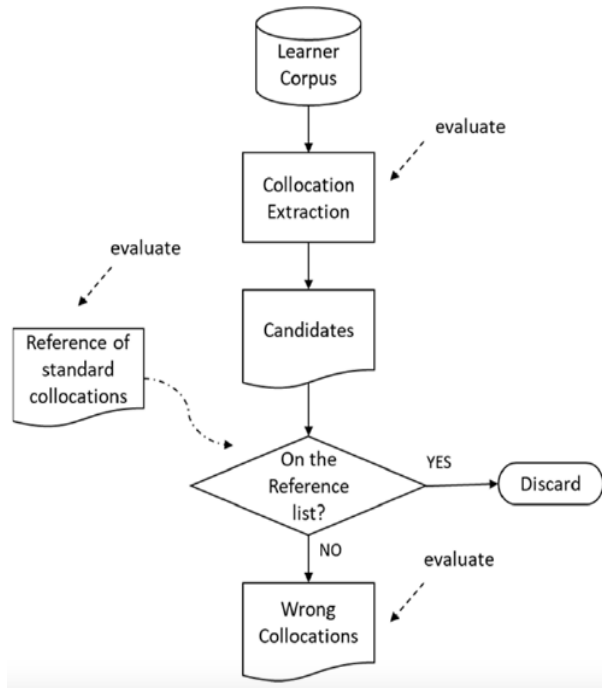 Learner
Corpus
evaluate
Collocation
Extraction
evaluate
Candidates
Reference of
standard
collocations
On the
Reference
list?
YES
Discard
NO
evaluate
Wrong
Collocations